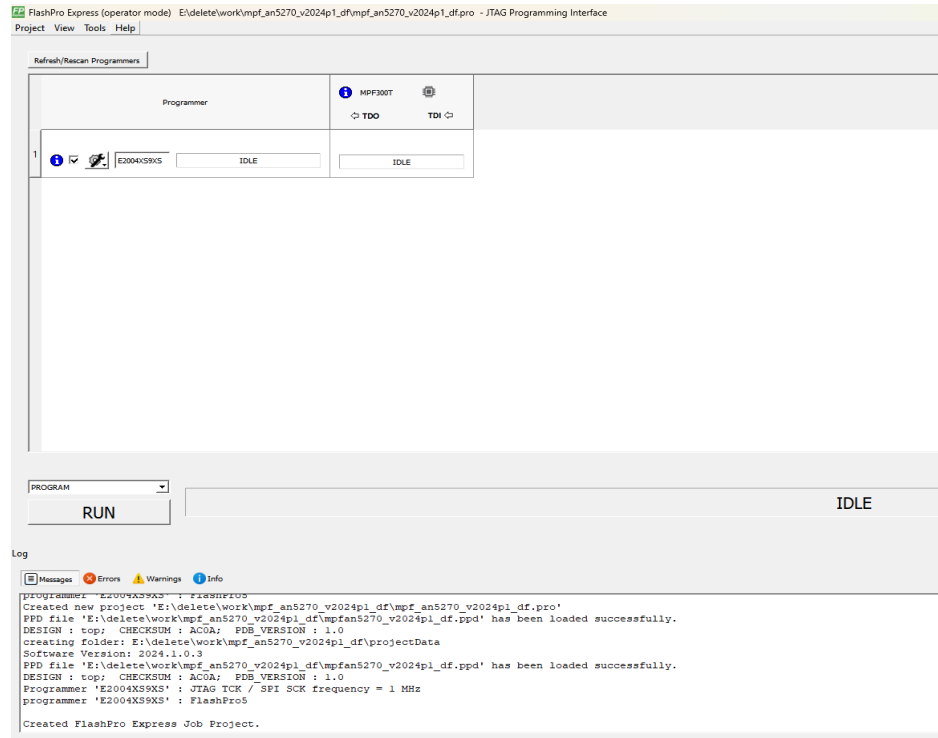 FP FlashPro Express (operator mode) E:\delete\work\mpf_an5270_v2024p1_df\mpf_an5270_v2024p1_df.pro - JTAG Programming Interface
Project View Tools Help
Refresh/Rescan Programmers
Programmer
MPF300T
TDO TDI
1
E2004XS9XS IDLE IDLE
PROGRAM
RUN
IDLE
Log
Messages Errors Warnings Info
programmer 'E2004XS9XS' : FlashPro5
Created new project 'E:\delete\work\mpf_an5270_v2024p1_df\mpf_an5270_v2024p1_df.pro'
PPD file 'E:\delete\work\mpf_an5270_v2024p1_df\mpfan5270_v2024p1_df.ppd' has been loaded successfully.
DESIGN : top; CHECKSUM : AC0A; PDB_VERSION : 1.0
creating folder: E:\delete\work\mpf_an5270_v2024p1_df\projectData
Software Version: 2024.1.0.3
PPD file 'E:\delete\work\mpf_an5270_v2024p1_df\mpfan5270_v2024p1_df.ppd' has been loaded successfully.
DESIGN : top; CHECKSUM : AC0A; PDB_VERSION : 1.0
Programmer 'E2004XS9XS' : JTAG TCK / SPI SCK frequency = 1 MHz
programmer 'E2004XS9XS' : FlashPro5
Created FlashPro Express Job Project.